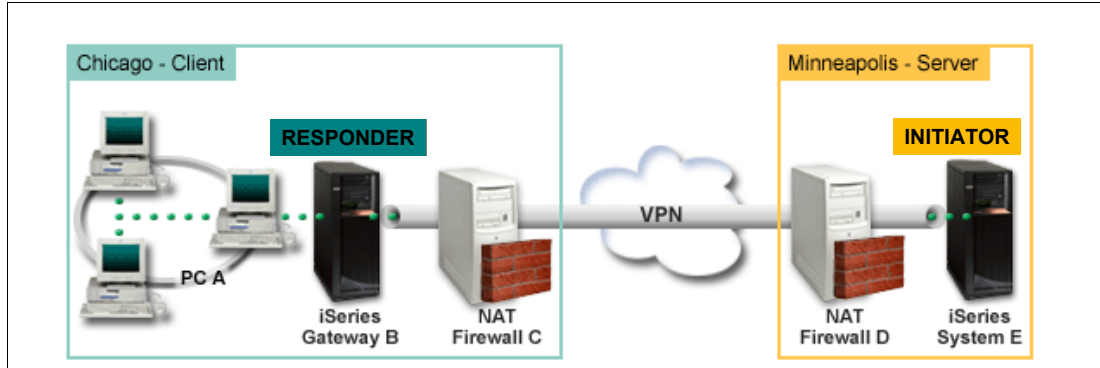 Chicago - Client
Minneapolis - Server
RESPONDER
INITIATOR
VPN
PC A
iSeries
Gateway B
NAT
Firewall C
NAT
Firewall D
iSeries
System E